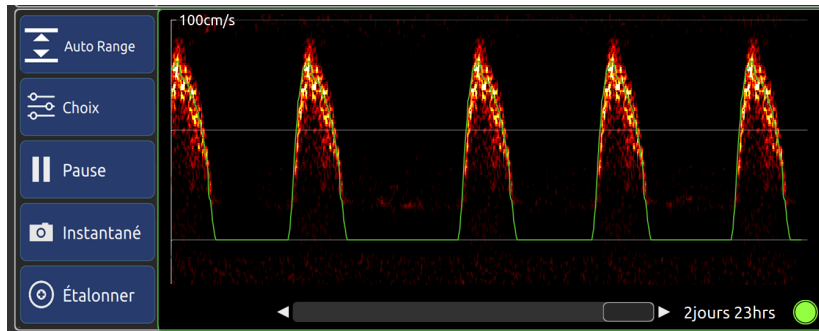 Auto Range
Choix
Pause
Instantané
Étalonner
100cm/s
2jours 23hrs